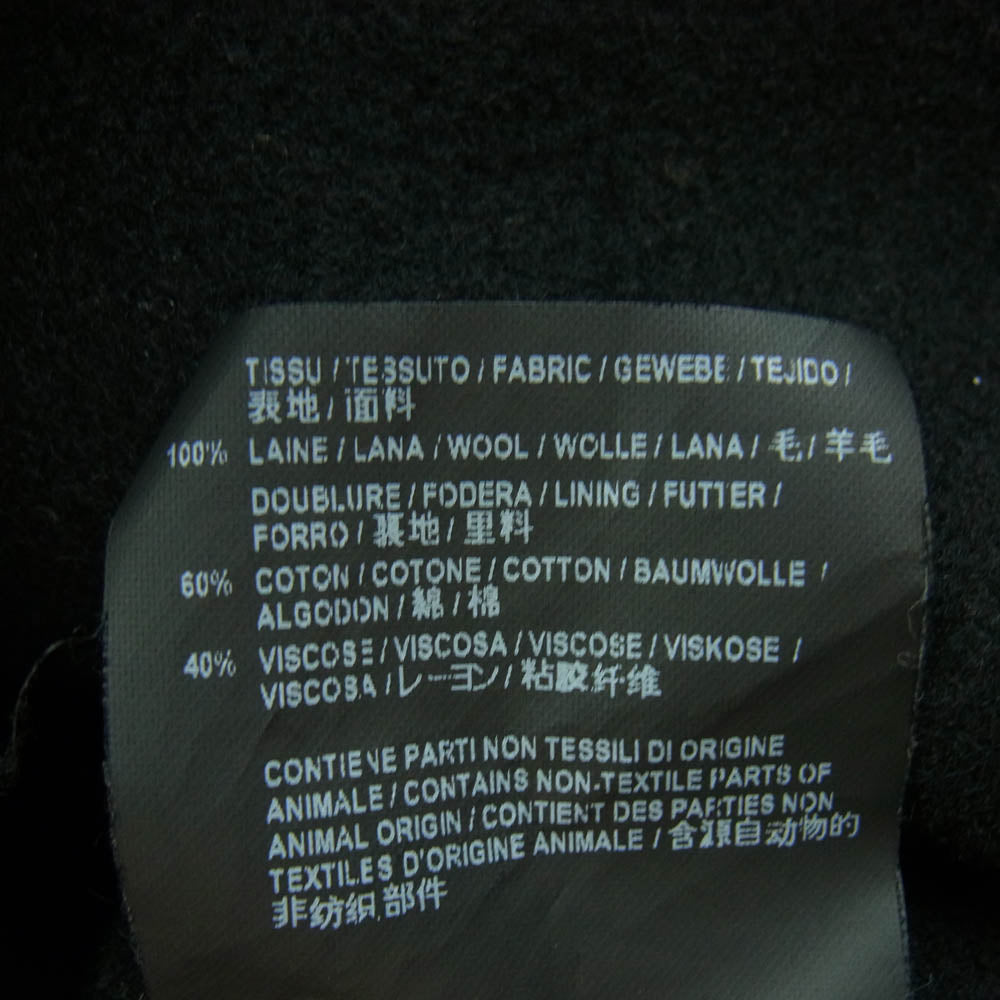 TISSU / TESSUTO / FABRIC / GEWEBE / TEJIDO /
表地 / 面料
100% LAINE / LANA / WOOL / WOLLE / LANA / 毛 / 羊毛
DOUBLURE / FODERA / LINING / FUTTER /
FORRO / 裏地 / 里料
60% COTON / COTONE / COTTON / BAUMWOLLE /
ALGODON / 綿 / 棉
40% VISCOSE / VISCOSA / VISCOSE / VISKOSE /
VISCOSA / レーヨン / 粘胶纤维
CONTIENE PARTI NON TESSILI DI ORIGINE
ANIMALE / CONTAINS NON-TEXTILE PARTS OF
ANIMAL ORIGIN / CONTIENT DES PARTIES NON
TEXTILES D'ORIGINE ANIMALE / 含源自动物的
非纺织部件